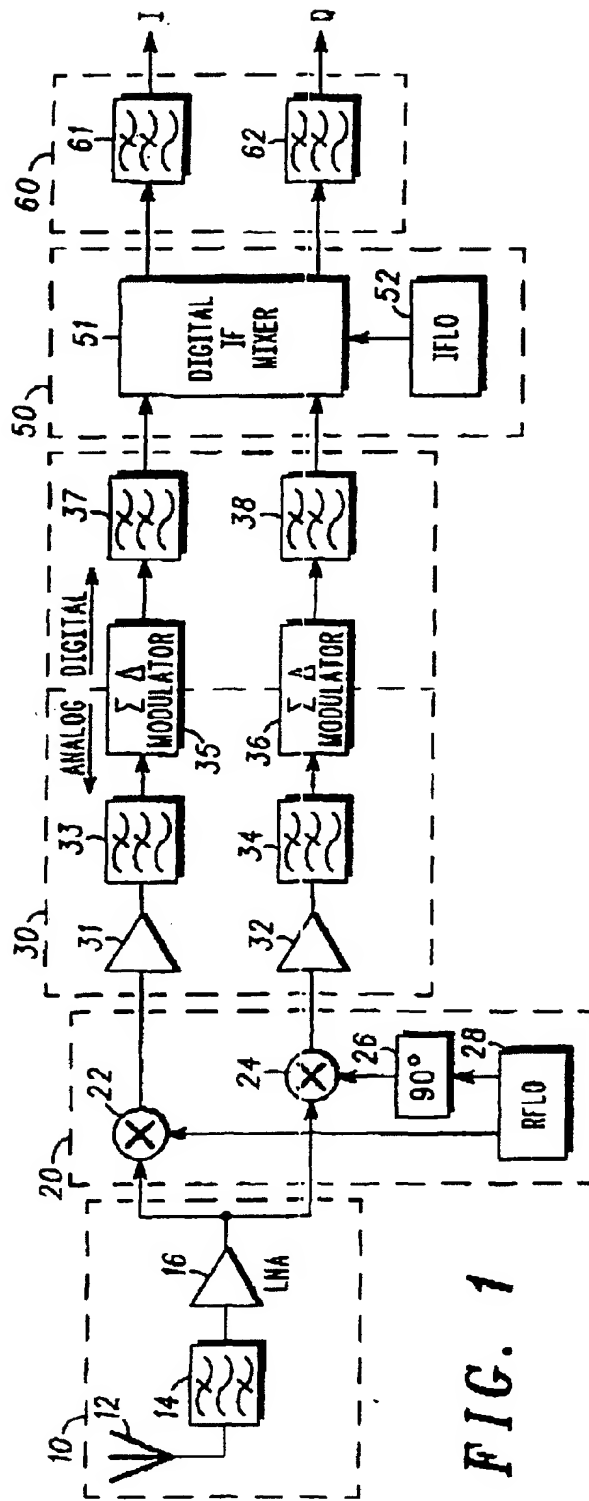 10
12
14
16
LNA
20
22
24
26
90°
28
RFLO
30
31
32
33
34
ANALOG DIGITAL
Σ Δ
MODULATOR
35
Σ Δ
MODULATOR
36
37
38
50
51
DIGITAL
IF
MIXER
52
IFLO
60
61
62
I
Q
FIG. 1